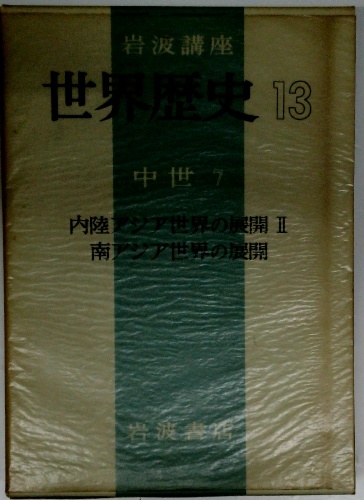 岩波講座
世界歴史 13
中世 7
内陸アジア世界の展開 Ⅱ
南アジア世界の展開
岩波書店